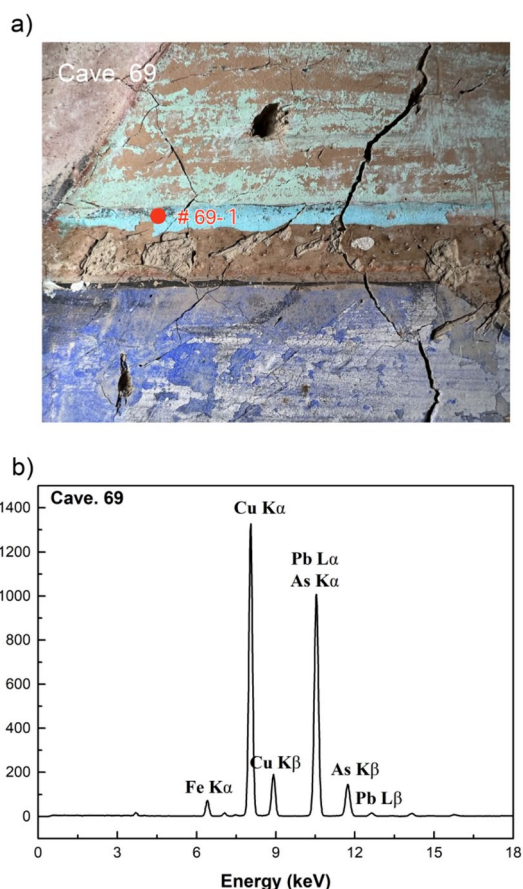 a)
Cave. 69
# 69-1
b)
Cave. 69
1400
1200
1000
800
600
400
200
0
Cu Kα
Pb Lα
As Kα
Cu Kβ
As Kβ
Fe Kα
Pb Lβ
0 3 6 9 12 15 18
Energy (keV)